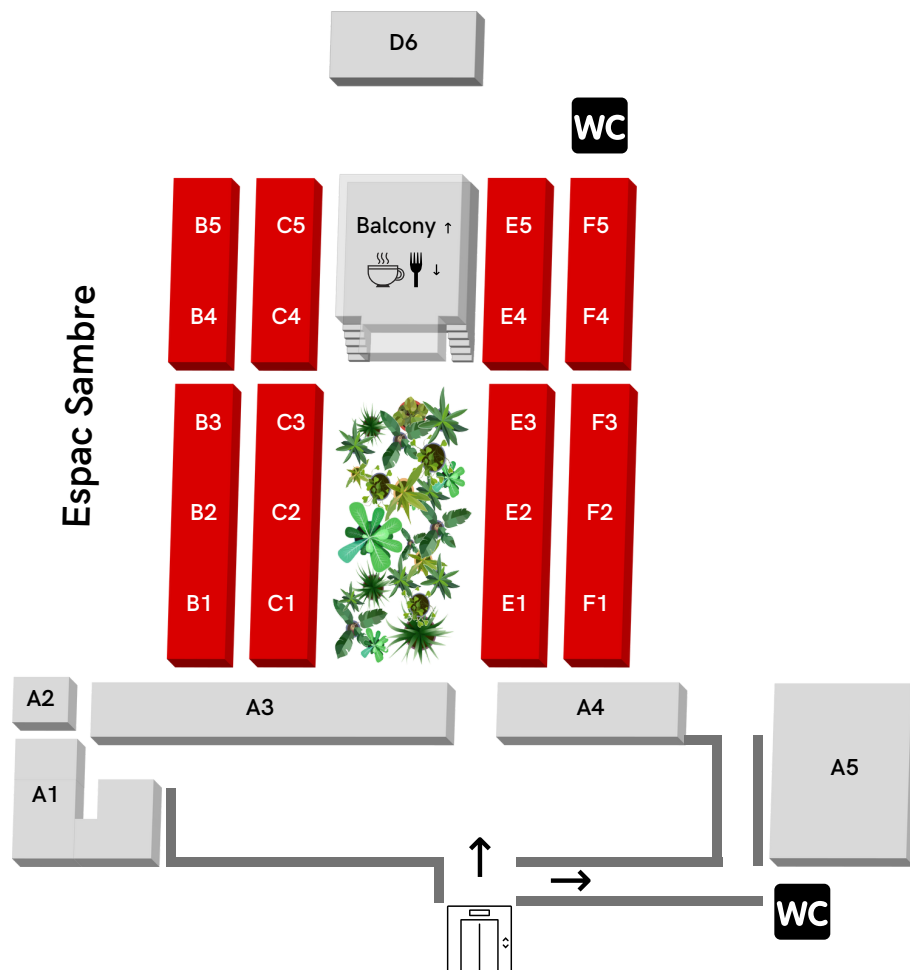 D6
WC
B5
C5
Balcony ↑
↓
E5
F5
B4
C4
E4
F4
Espac Sambre
B3
C3
E3
F3
B2
C2
E2
F2
B1
C1
E1
F1
A2
A3
A4
A1
A5
WC